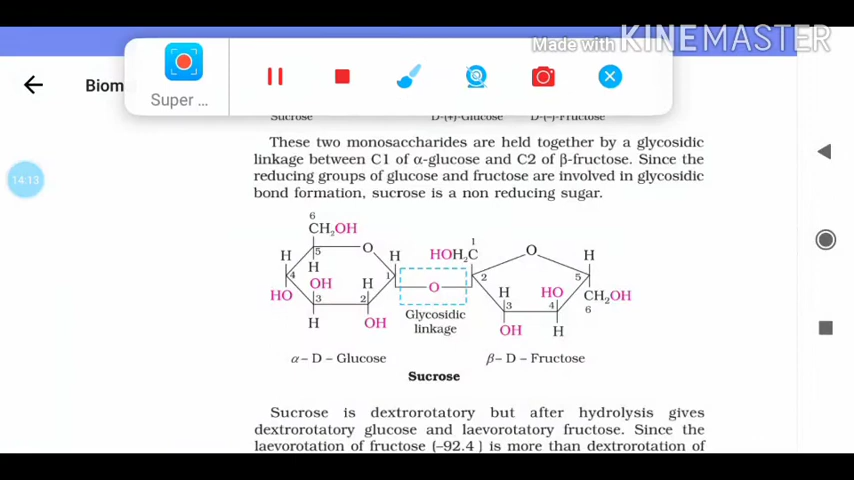 Made with KINEMASTER
Super ...
Biom
14:13
Sucrose D-(+)-Glucose D-(–)-Fructose
These two monosaccharides are held together by a glycosidic
linkage between C1 of α-glucose and C2 of β-fructose. Since the
reducing groups of glucose and fructose are involved in glycosidic
bond formation, sucrose is a non reducing sugar.
6
CH2OH
5
H
O
H
H
4
1
HO
OH
H
3
2
H
OH
O
Glycosidic
linkage
1
HOH2C
O
H
2
5
H
HO
CH2OH
3
4
6
OH
H
α – D – Glucose
β – D – Fructose
Sucrose
Sucrose is dextrorotatory but after hydrolysis gives
dextrorotatory glucose and laevorotatory fructose. Since the
laevorotation of fructose (–92.4 ) is more than dextrorotation of